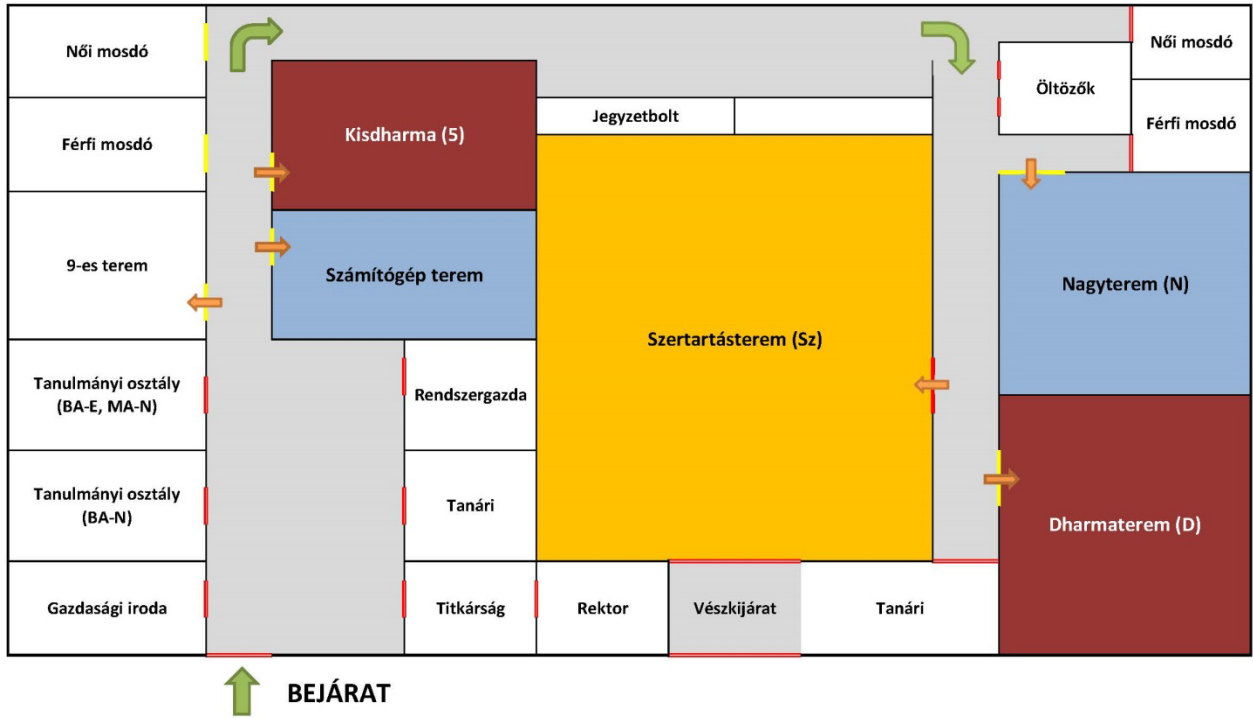 Női mosdó
Férfi mosdó
9-es terem
Tanulmányi osztály
(BA-E, MA-N)
Tanulmányi osztály
(BA-N)
Gazdasági iroda
Kisdharma (5)
Számítógép terem
Rendszergazda
Tanári
Titkárság
Jegyzetbolt
Szertartásterem (Sz)
Rektor
Vészkijárat
Tanári
Öltözők
Női mosdó
Férfi mosdó
Nagyterem (N)
Dharmaterem (D)
BEJÁRAT